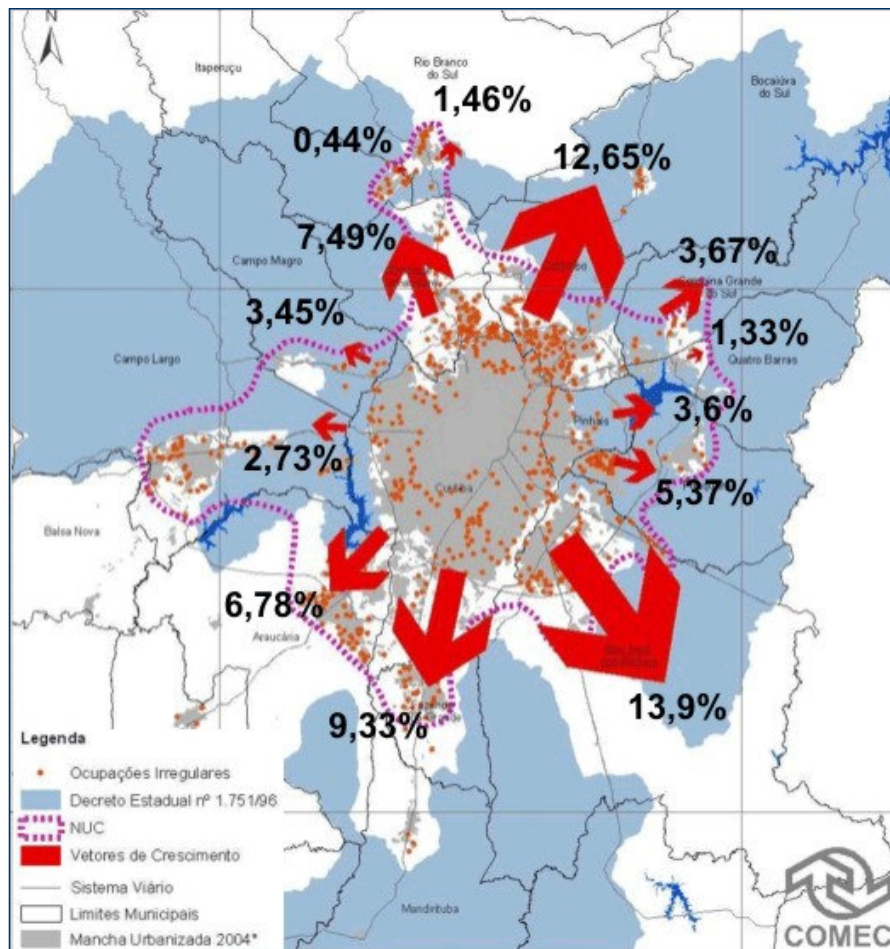 N
Itaperuçu
Rio Branco
do Sul
Bocaiúva
do Sul
1,46%
0,44%
12,65%
7,49%
Campo Magro
3,67%
Grande
do Sul
3,45%
1,33%
Campo Largo
Quatro Barras
Pinhais
3,6%
2,73%
Curitiba
5,37%
Balsa Nova
6,78%
Araucária
13,9%
9,33%
Legenda
Ocupações Irregulares
Decreto Estadual nº 1.751/96
NUC
Vetores de Crescimento
Sistema Viário
Limites Municipais
Mancha Urbanizada 2004*
Mandirituba
COMEC